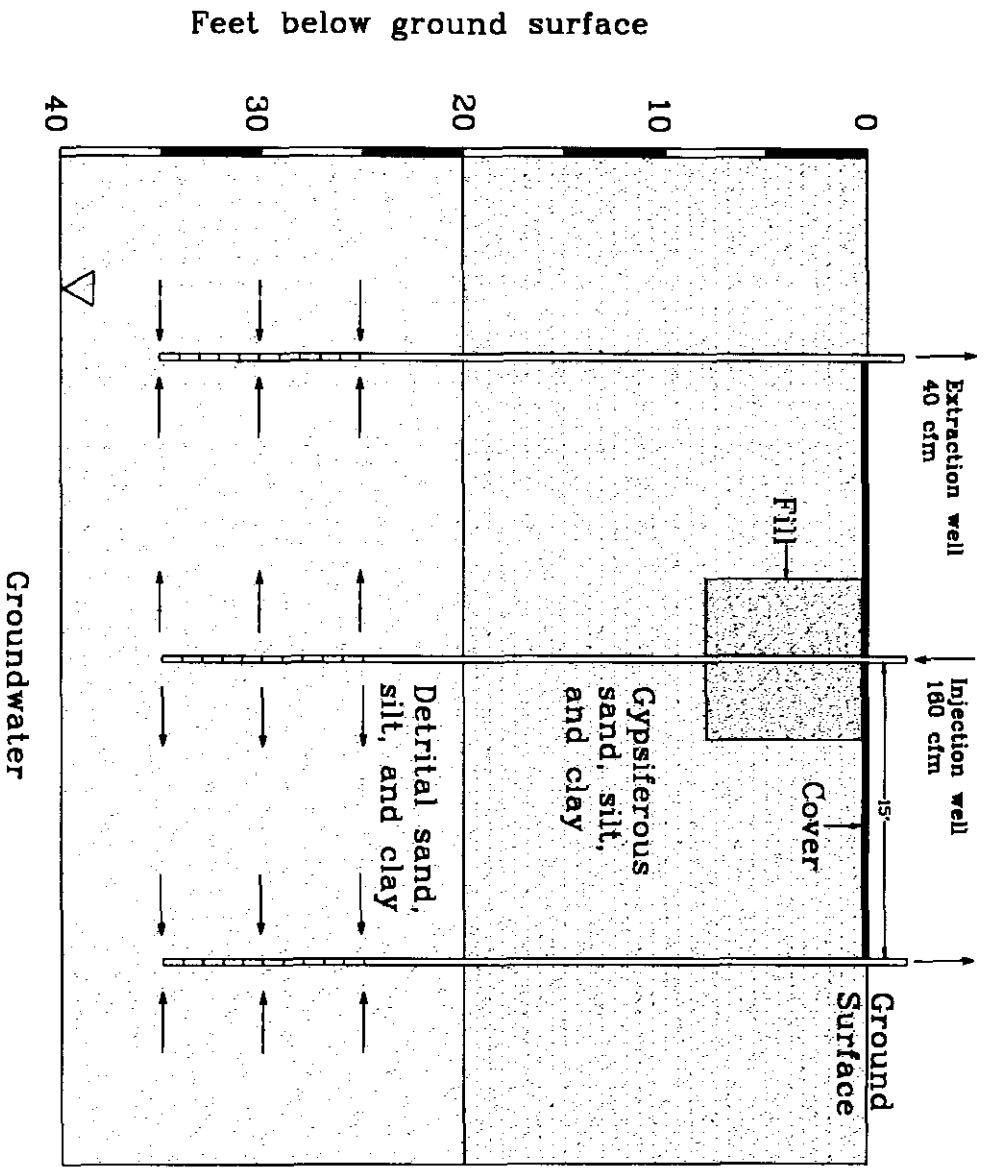 Feet below ground surface
0
10
20
30
40
Extraction well
40 cfm
Injection well
160 cfm
15'
Ground
Surface
Fill
Cover
Gypsiferous
sand, silt,
and clay
Detrital sand,
silt, and clay
Groundwater